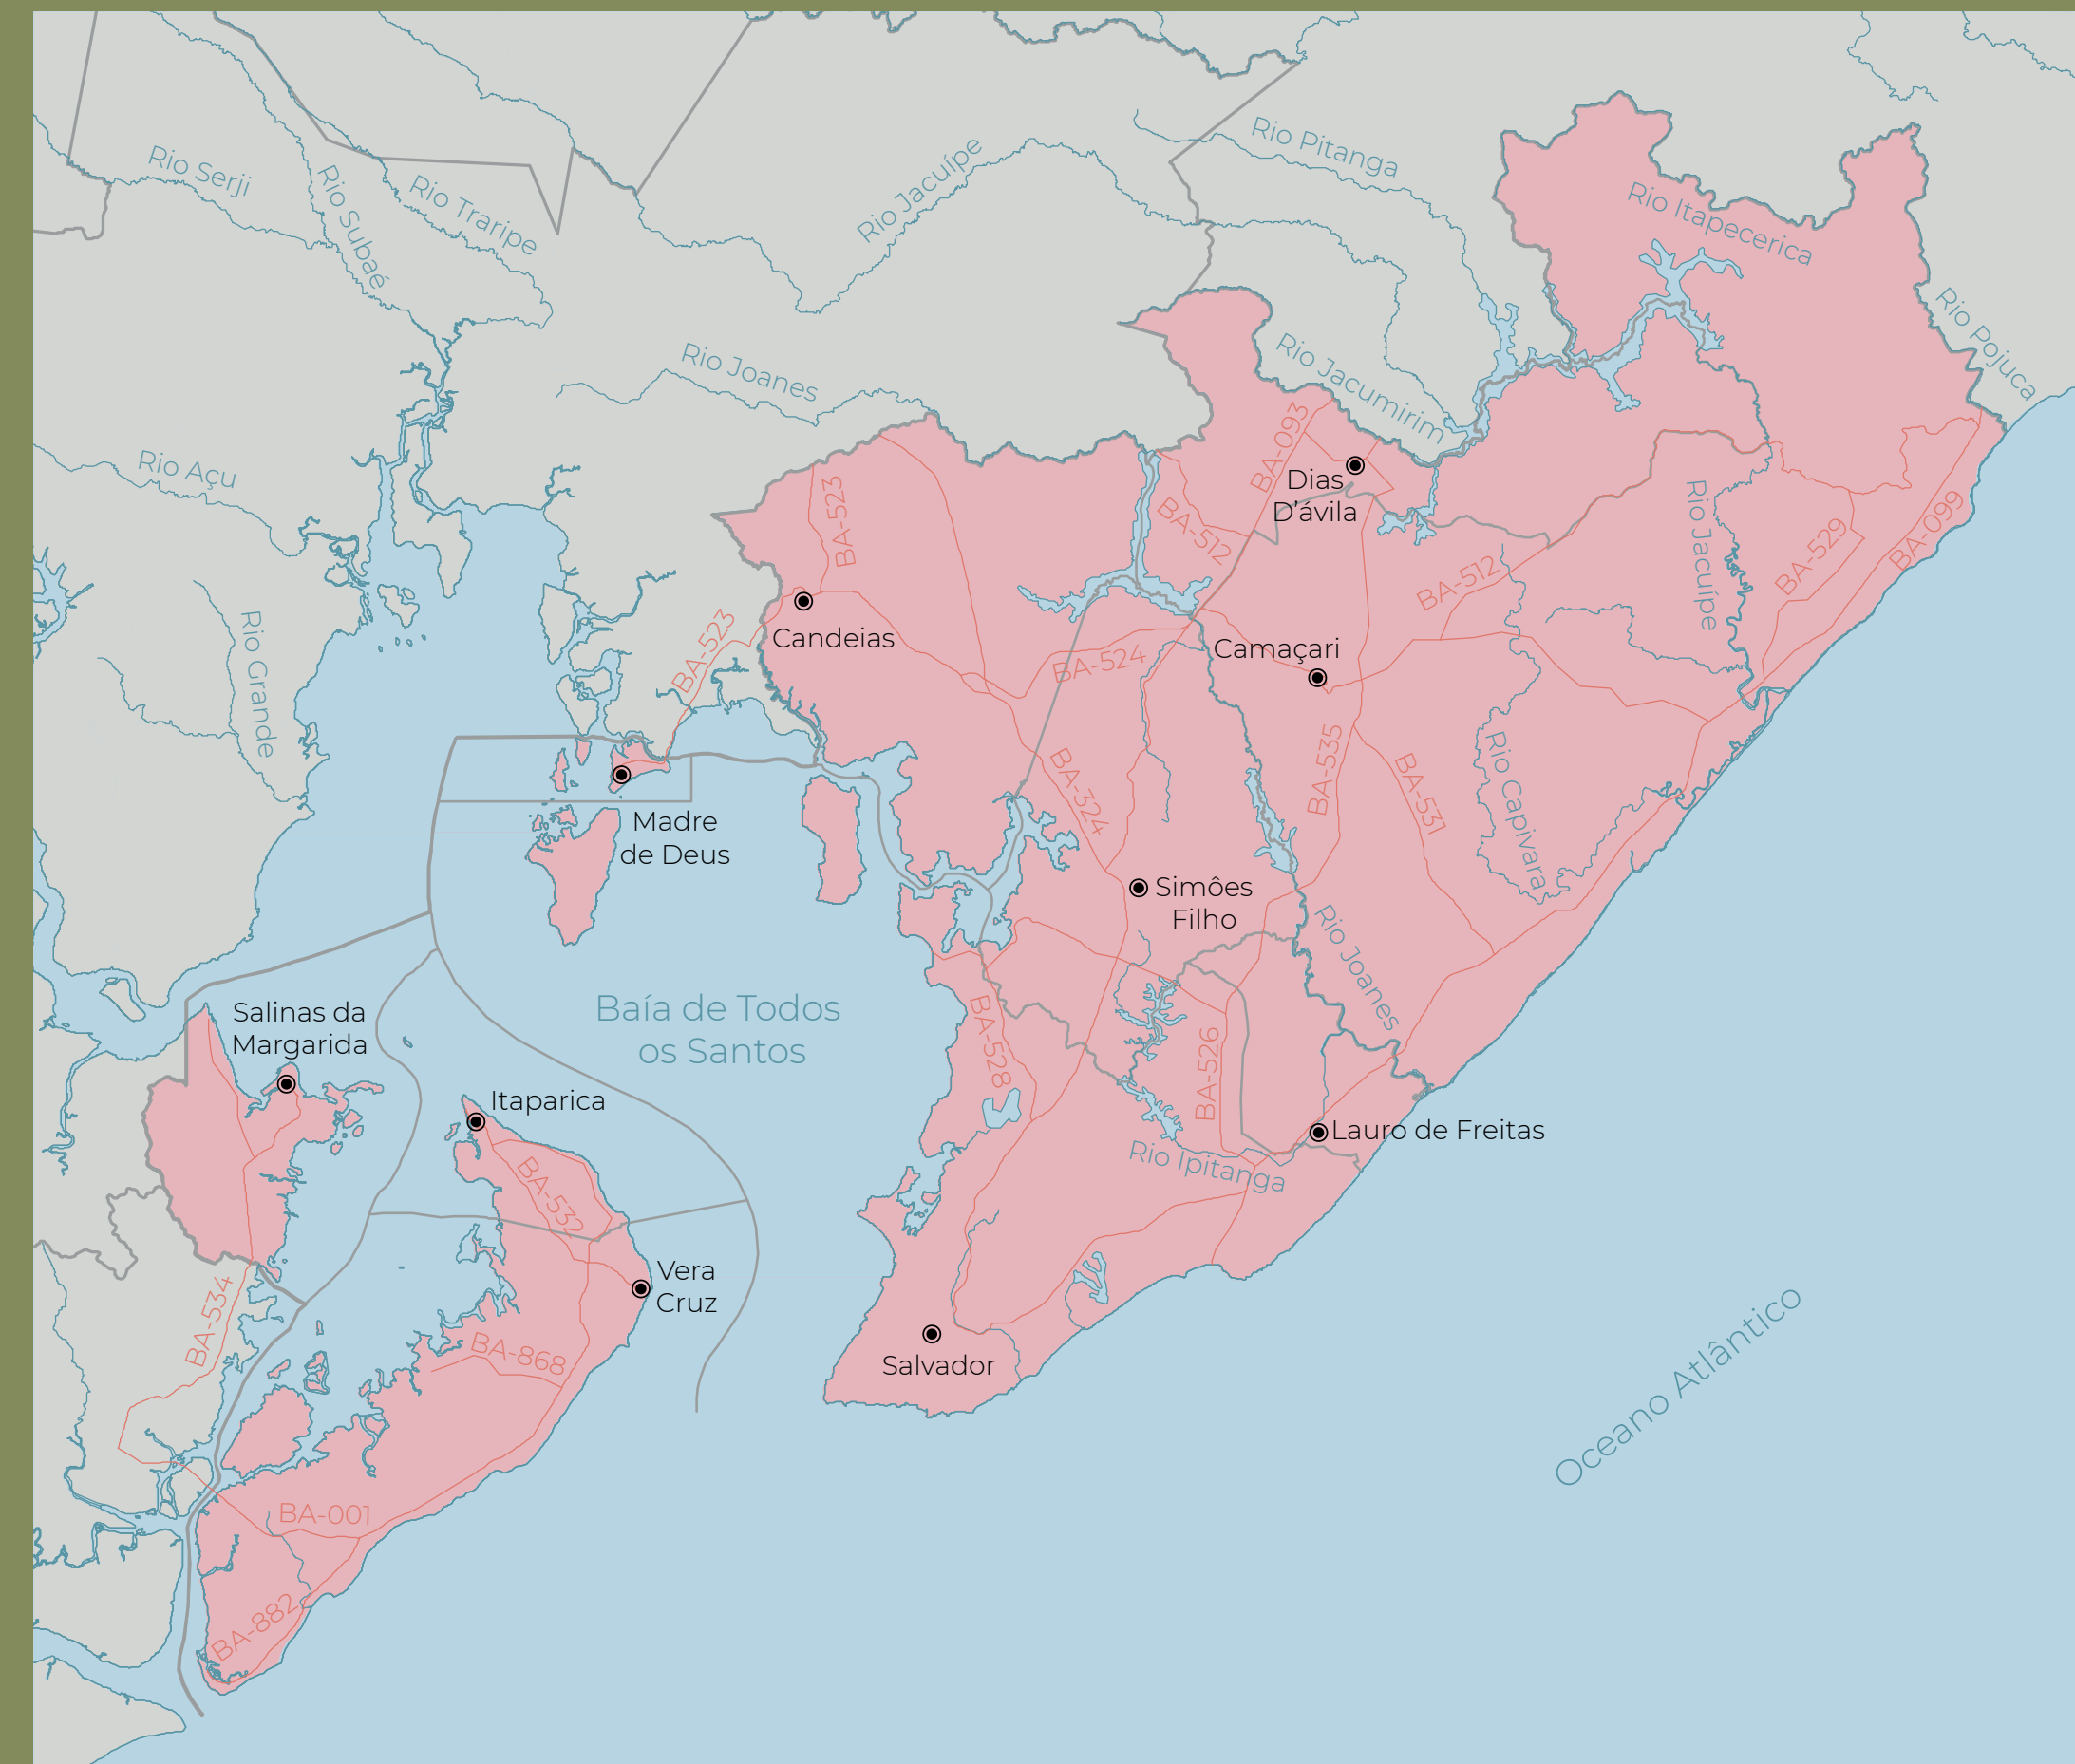 Rio Serji
Rio Subaé
Rio Traripe
Rio Jacuípe
Rio Pitanga
Rio Itapecerica
Rio Pojuca
Rio Joanes
Rio Jacumirim
BA-093
Rio Açu
BA-523
Dias
D'ávila
BA-512
Rio Jacuípe
BA-529
BA-099
BA-512
Rio Grande
BA-523
Candeias
BA-524
Camaçari
BA-324
BA-535
BA-531
Rio Capivara
Madre
de Deus
Simôes
Filho
Rio Joanes
Salinas da
Margarida
Baía de Todos
os Santos
BA-528
BA-526
Itaparica
Lauro de Freitas
Rio Ipitanga
BA-532
Vera
Cruz
BA-534
BA-868
Salvador
Oceano Atlântico
BA-001
BA-882